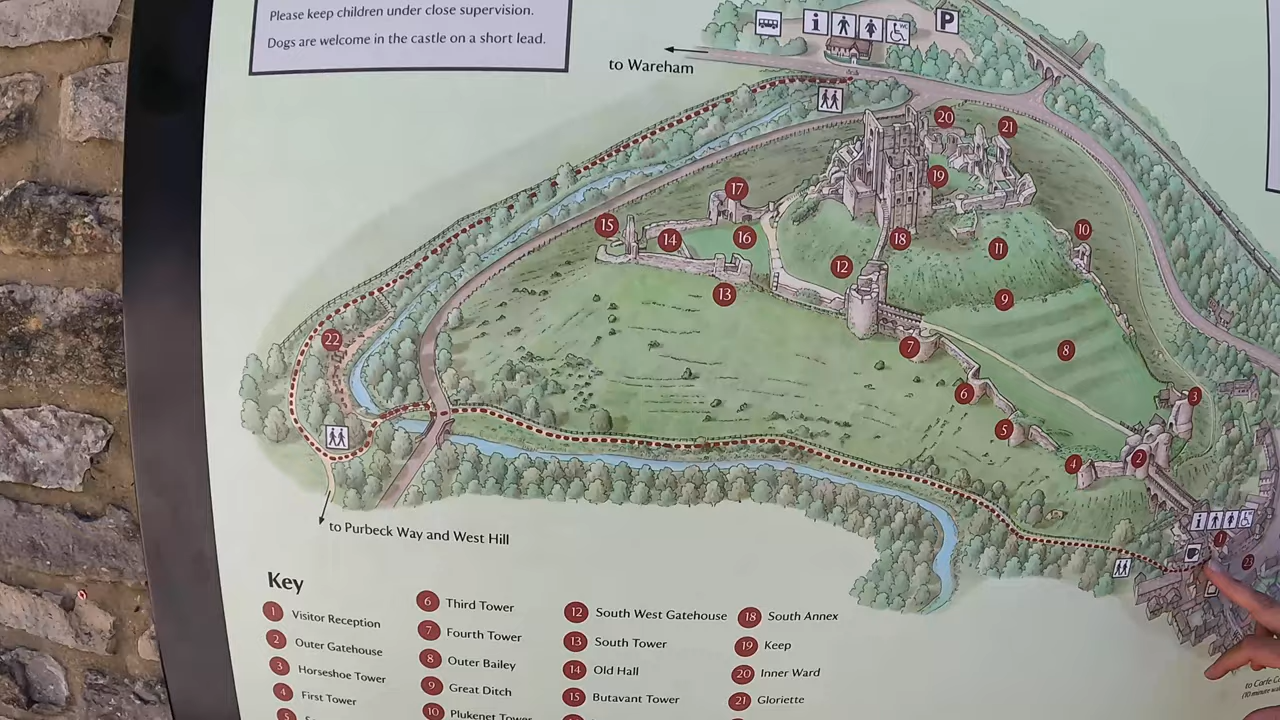 Please keep children under close supervision.
Dogs are welcome in the castle on a short lead.
i
WC
P
to Wareham
20
21
19
17
15
14
16
18
10
11
12
13
9
22
7
8
6
3
5
4
2
1
23
to Purbeck Way and West Hill
Key
1 Visitor Reception
2 Outer Gatehouse
3 Horseshoe Tower
4 First Tower
5
6 Third Tower
7 Fourth Tower
8 Outer Bailey
9 Great Ditch
10 Plukenet Tower
12 South West Gatehouse
13 South Tower
14 Old Hall
15 Butavant Tower
18 South Annex
19 Keep
20 Inner Ward
21 Gloriette